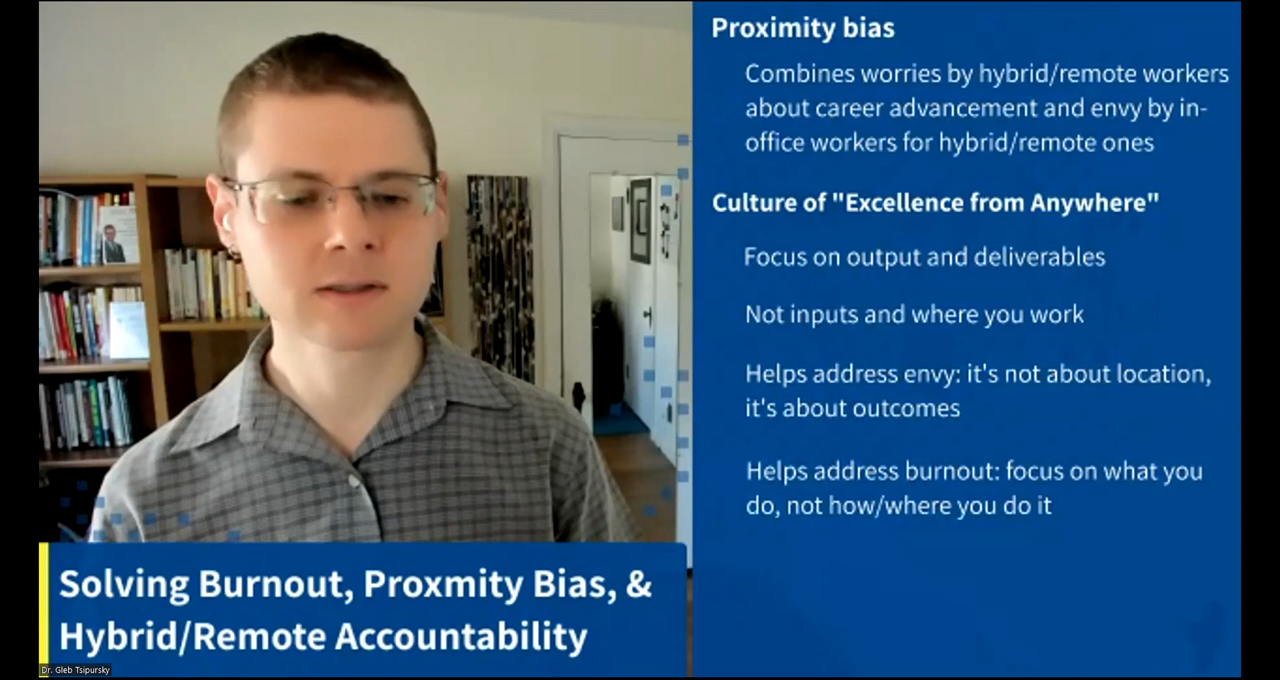 Proximity bias
Combines worries by hybrid/remote workers
about career advancement and envy by in-
office workers for hybrid/remote ones
Culture of "Excellence from Anywhere"
Focus on output and deliverables
Not inputs and where you work
Helps address envy: it's not about location,
it's about outcomes
Helps address burnout: focus on what you
do, not how/where you do it
Solving Burnout, Proxmity Bias, &
Hybrid/Remote Accountability
Dr. Gleb Tsipursky